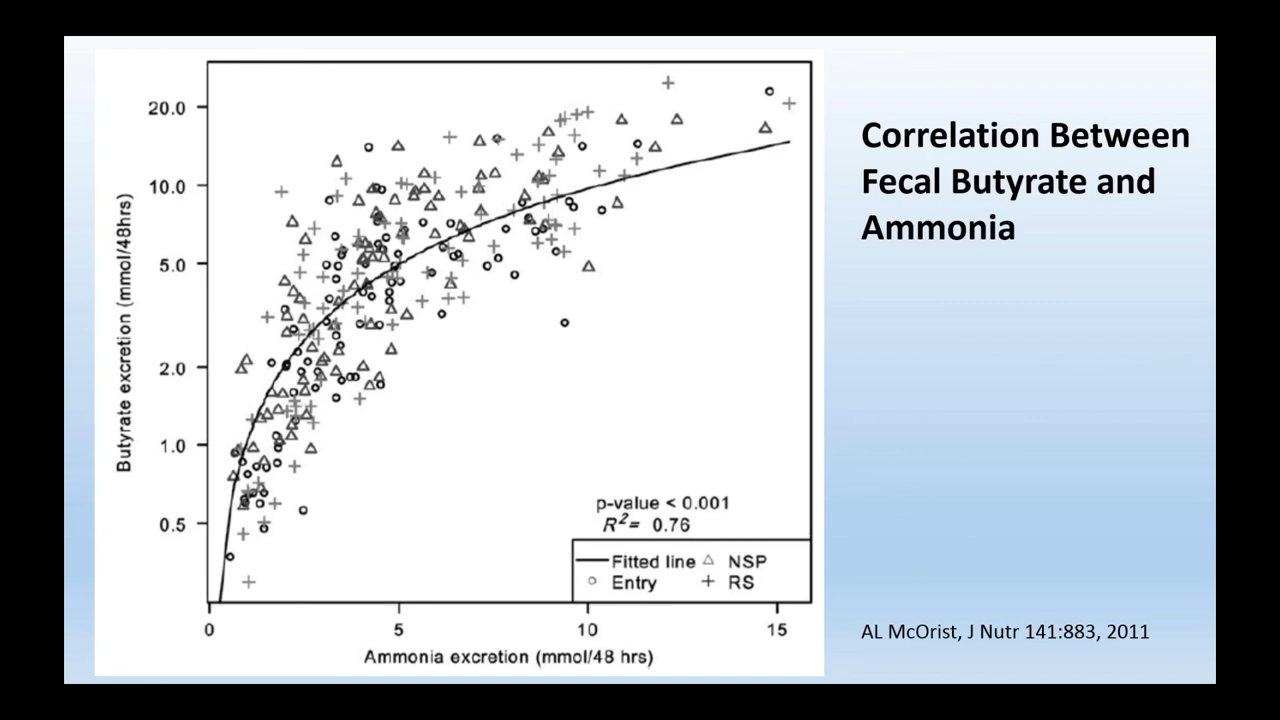 Correlation Between
Fecal Butyrate and
Ammonia
Butyrate excretion (mmol/48hrs)
20.0
10.0
5.0
2.0
1.0
0.5
p-value < 0.001
R²= 0.76
Fitted line △ NSP
○ Entry + RS
0 5 10 15
Ammonia excretion (mmol/48 hrs)
AL McOrist, J Nutr 141:883, 2011